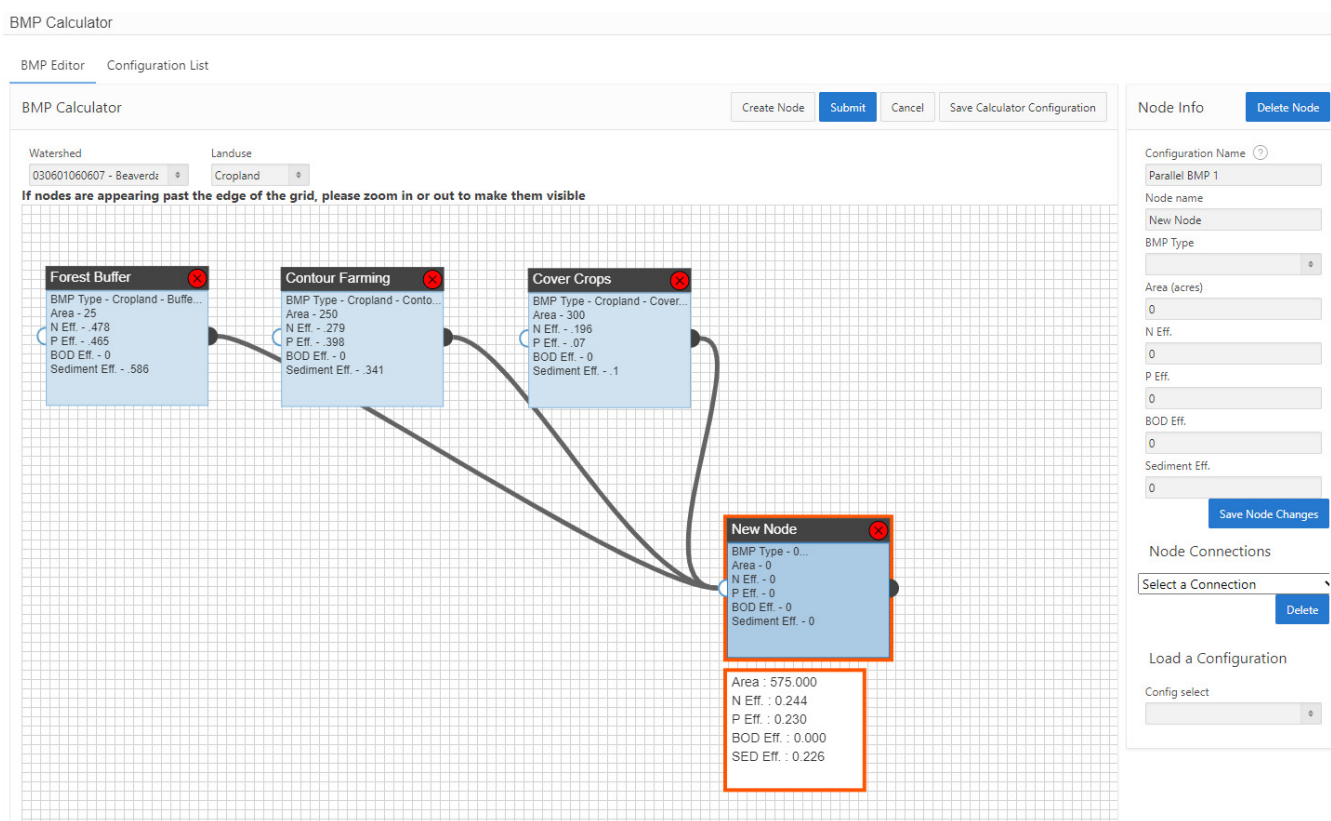 BMP Calculator
BMP Editor Configuration List
BMP Calculator
Create Node Submit Cancel Save Calculator Configuration
Watershed Landuse
030601060607 - Beaverda Cropland
If nodes are appearing past the edge of the grid, please zoom in or out to make them visible
Forest Buffer
BMP Type - Cropland - Buffe...
Area - 25
N Eff. - .478
P Eff. - .465
BOD Eff. - 0
Sediment Eff. - .586
Contour Farming
BMP Type - Cropland - Conto...
Area - 250
N Eff. - .279
P Eff. - .398
BOD Eff. - 0
Sediment Eff. - .341
Cover Crops
BMP Type - Cropland - Cover...
Area - 300
N Eff. - .196
P Eff. - .07
BOD Eff. - 0
Sediment Eff. - .1
New Node
BMP Type - 0...
Area - 0
N Eff. - 0
P Eff. - 0
BOD Eff. - 0
Sediment Eff. - 0
Area : 575.000
N Eff. : 0.244
P Eff. : 0.230
BOD Eff. : 0.000
SED Eff. : 0.226
Node Info Delete Node
Configuration Name ?
Parallel BMP 1
Node name
New Node
BMP Type
Area (acres)
0
N Eff.
0
P Eff.
0
BOD Eff.
0
Sediment Eff.
0
Save Node Changes
Node Connections
Select a Connection
Delete
Load a Configuration
Config select